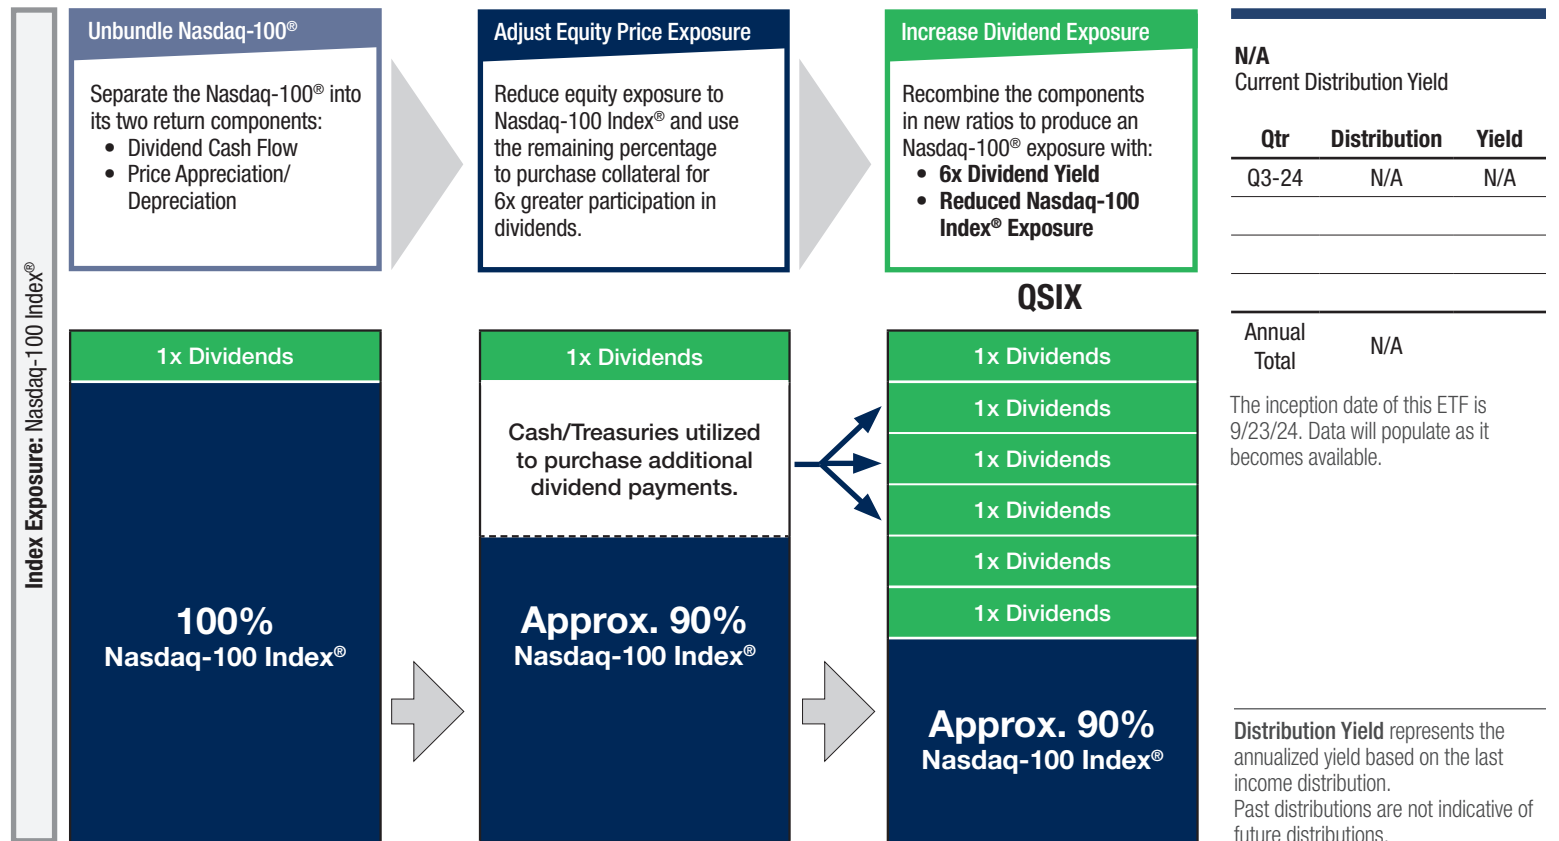 Index Exposure: Nasdaq-100 Index®
Unbundle Nasdaq-100®
Separate the Nasdaq-100® into
its two return components:
• Dividend Cash Flow
• Price Appreciation/
Depreciation
Adjust Equity Price Exposure
Reduce equity exposure to
Nasdaq-100 Index® and use
the remaining percentage
to purchase collateral for
6x greater participation in
dividends.
Increase Dividend Exposure
Recombine the components
in new ratios to produce an
Nasdaq-100® exposure with:
• 6x Dividend Yield
• Reduced Nasdaq-100
Index® Exposure
QSIX
1x Dividends
100%
Nasdaq-100 Index®
1x Dividends
Cash/Treasuries utilized
to purchase additional
dividend payments.
Approx. 90%
Nasdaq-100 Index®
1x Dividends
1x Dividends
1x Dividends
1x Dividends
1x Dividends
1x Dividends
Approx. 90%
Nasdaq-100 Index®
N/A
Current Distribution Yield
Qtr Distribution Yield
Q3-24 N/A N/A
Annual
Total N/A
The inception date of this ETF is
9/23/24. Data will populate as it
becomes available.
Distribution Yield represents the
annualized yield based on the last
income distribution.
Past distributions are not indicative of
future distributions.